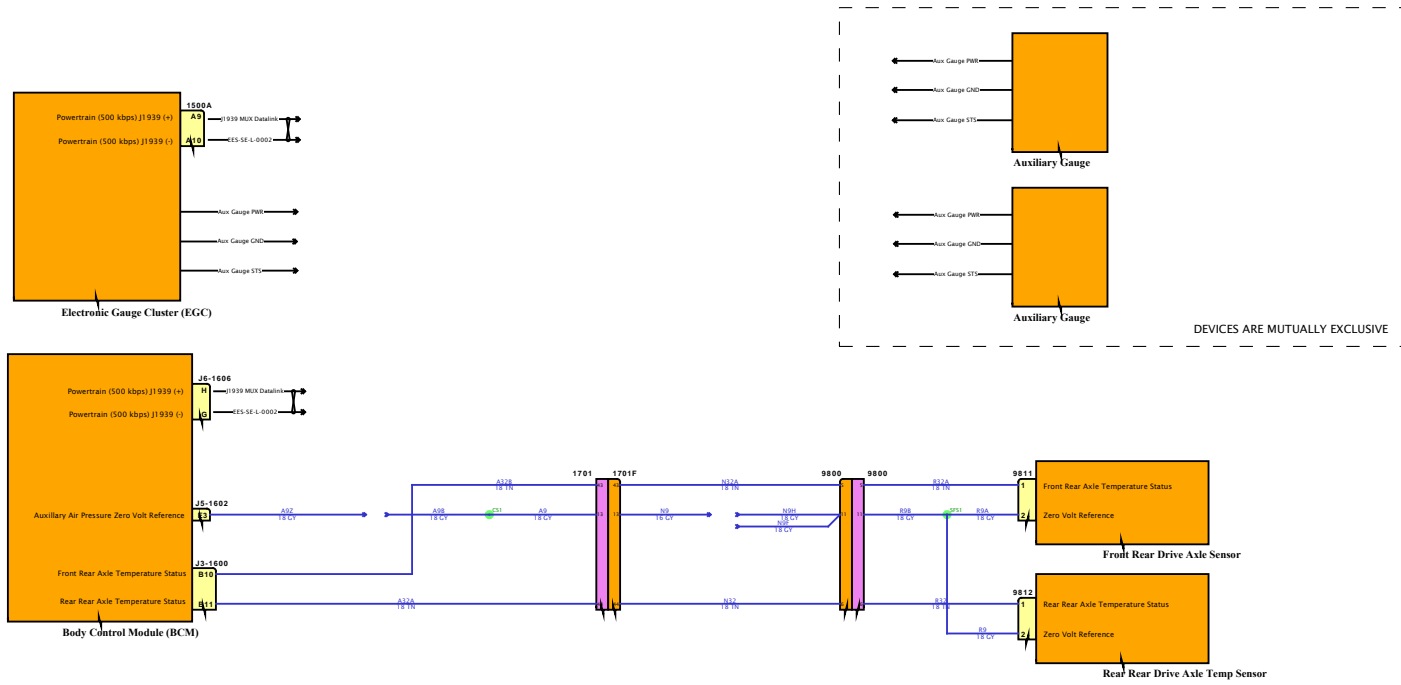 Aux Gauge PWR
Aux Gauge GND
Aux Gauge STS
Auxiliary Gauge
Aux Gauge PWR
Aux Gauge GND
Aux Gauge STS
Auxiliary Gauge
DEVICES ARE MUTUALLY EXCLUSIVE
1500A
Powertrain (500 kbps) J1939 (+)
A9
J1939 MUX Datalink
Powertrain (500 kbps) J1939 (-)
A10
EES-SE-L-0002
Aux Gauge PWR
Aux Gauge GND
Aux Gauge STS
Electronic Gauge Cluster (EGC)
J6-1606
Powertrain (500 kbps) J1939 (+)
H
J1939 MUX Datalink
Powertrain (500 kbps) J1939 (-)
G
EES-SE-L-0002
J5-1602
Auxillary Air Pressure Zero Volt Reference
E3
A9Z
18 GY
A9B
18 GY
CS1
A9
18 GY
J3-1600
Front Rear Axle Temperature Status
B10
A32B
18 TN
Rear Rear Axle Temperature Status
B11
A32A
18 TN
Body Control Module (BCM)
1701
1701F
N32A
18 TN
N9
16 GY
N9H
18 GY
N9E
18 GY
N32
18 TN
9800
9800
5
5
11
11
R32A
18 TN
R9B
18 GY
SFS1
R9A
18 GY
R32
18 TN
R9
18 GY
9811
1
Front Rear Axle Temperature Status
2
Zero Volt Reference
Front Rear Drive Axle Sensor
9812
1
Rear Rear Axle Temperature Status
2
Zero Volt Reference
Rear Rear Drive Axle Temp Sensor